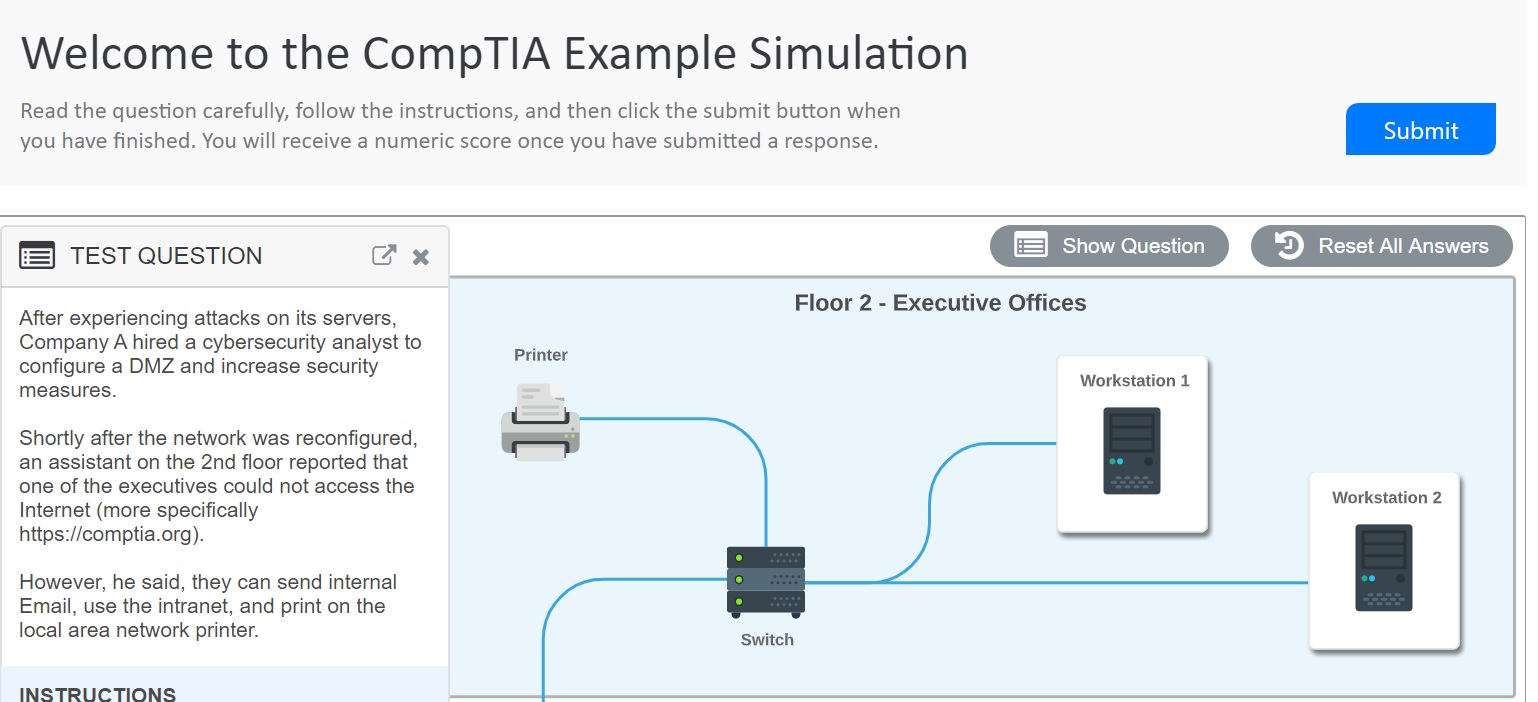 Welcome to the CompTIA Example Simulation
Read the question carefully, follow the instructions, and then click the submit button when
you have finished. You will receive a numeric score once you have submitted a response.
Submit
TEST QUESTION
Show Question
Reset All Answers
After experiencing attacks on its servers,
Company A hired a cybersecurity analyst to
configure a DMZ and increase security
measures.
Shortly after the network was reconfigured,
an assistant on the 2nd floor reported that
one of the executives could not access the
Internet (more specifically
https://comptia.org).
However, he said, they can send internal
Email, use the intranet, and print on the
local area network printer.
INSTRUCTIONS
Floor 2 - Executive Offices
Printer
Workstation 1
Workstation 2
Switch